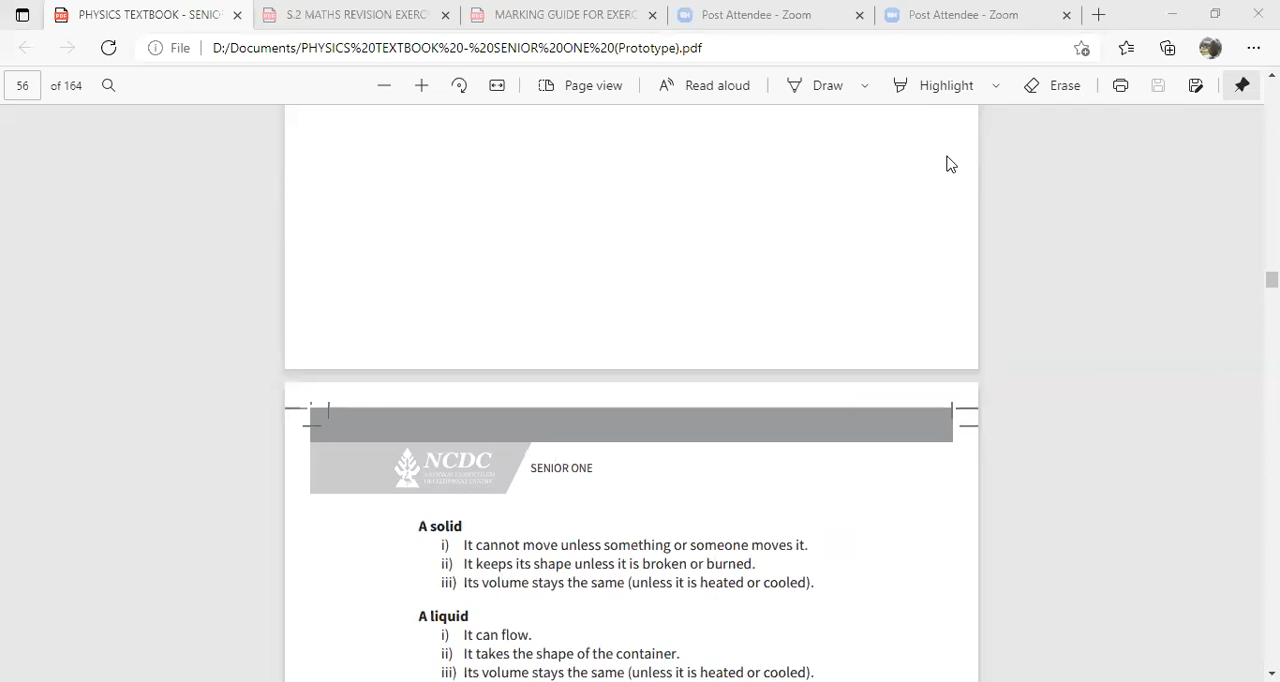 PHYSICS TEXTBOOK - SENIO
S.2 MATHS REVISION EXERC
MARKING GUIDE FOR EXERC
Post Attendee - Zoom
Post Attendee - Zoom
File
D:/Documents/PHYSICS%20TEXTBOOK%20-%20SENIOR%20ONE%20(Prototype).pdf
56 of 164
Page view
Read aloud
Draw
Highlight
Erase
NCDC
SENIOR ONE
A solid
i) It cannot move unless something or someone moves it.
ii) It keeps its shape unless it is broken or burned.
iii) Its volume stays the same (unless it is heated or cooled).
A liquid
i) It can flow.
ii) It takes the shape of the container.
iii) Its volume stays the same (unless it is heated or cooled).